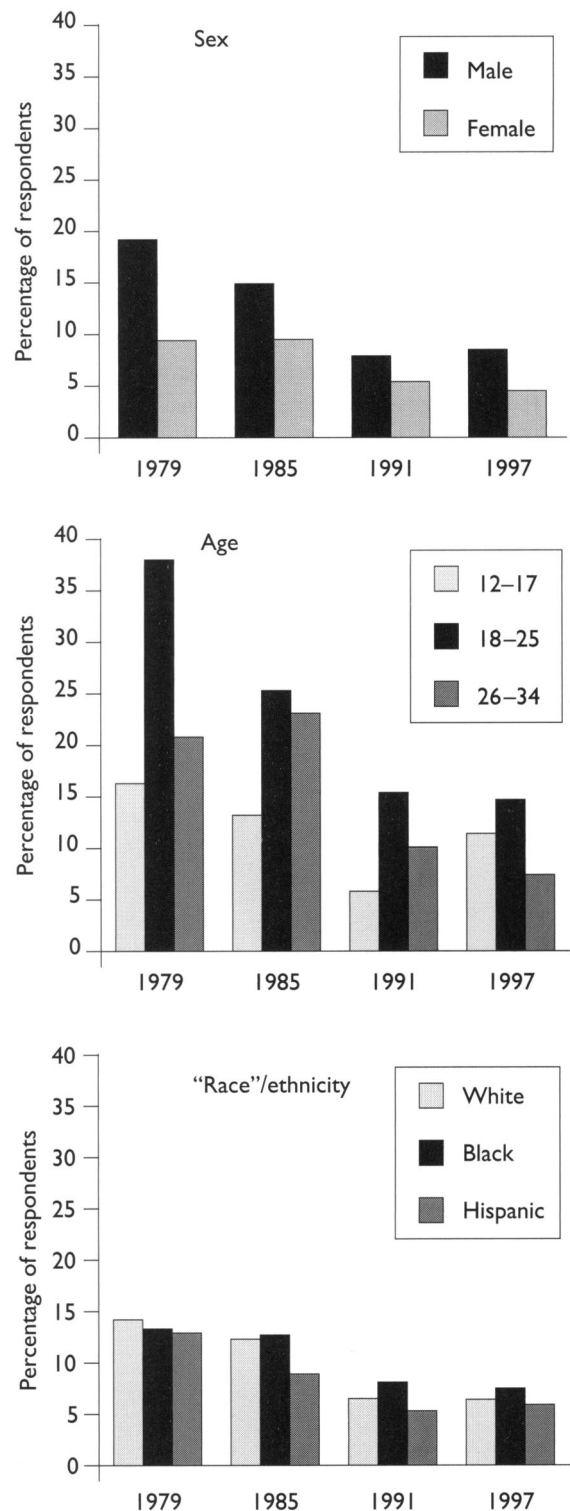 Sex
Male
Female
Percentage of respondents
40
35
30
25
20
15
10
5
0
1979 1985 1991 1997
Age
12–17
18–25
26–34
Percentage of respondents
40
35
30
25
20
15
10
5
0
1979 1985 1991 1997
“Race”/ethnicity
White
Black
Hispanic
Percentage of respondents
40
35
30
25
20
15
10
5
0
1979 1985 1991 1997